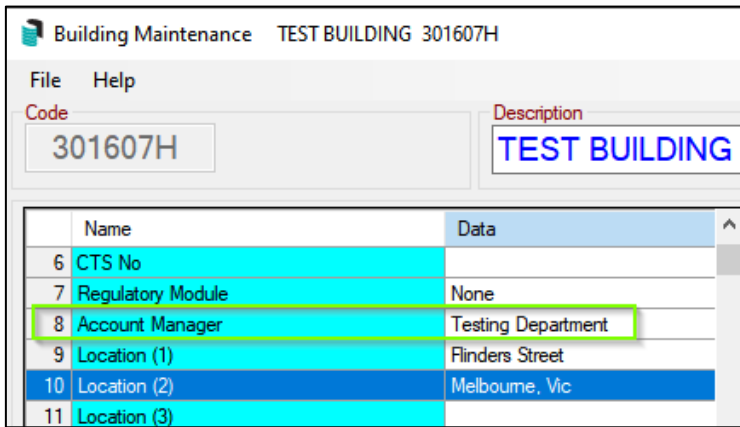 Building Maintenance TEST BUILDING 301607H
File Help
Code Description
301607H TEST BUILDING
Name Data
6 CTS No
7 Regulatory Module None
8 Account Manager Testing Department
9 Location (1) Flinders Street
10 Location (2) Melbourne, Vic
11 Location (3)